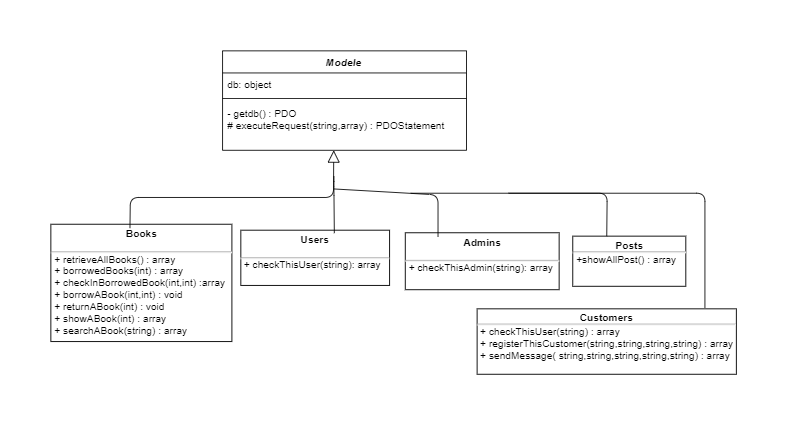 Modele
db: object
- getdb() : PDO
# executeRequest(string,array) : PDOStatement
Books
+ retrieveAllBooks() : array
+ borrowedBooks(int) : array
+ checkInBorrowedBook(int,int) :array
+ borrowABook(int,int) : void
+ returnABook(int) : void
+ showABook(int) : array
+ searchABook(string) : array
Users
+ checkThisUser(string): array
Admins
+ checkThisAdmin(string): array
Posts
+showAllPost() : array
Customers
+ checkThisUser(string) : array
+ registerThisCustomer(string,string,string,string) : array
+ sendMessage( string,string,string,string,string) : array